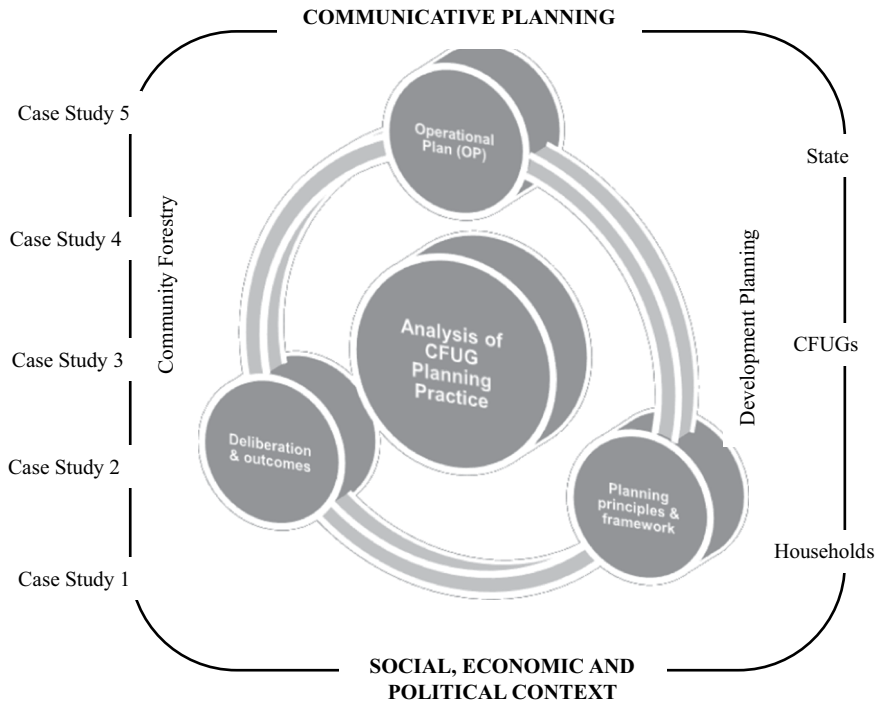 COMMUNICATIVE PLANNING
Case Study 5
Case Study 4
Case Study 3
Case Study 2
Case Study 1
Community Forestry
Operational
Plan (OP)
Analysis of
CFUG
Planning
Practice
Deliberation
& outcomes
Planning
principles &
framework
Development Planning
State
CFUGs
Households
SOCIAL, ECONOMIC AND
POLITICAL CONTEXT